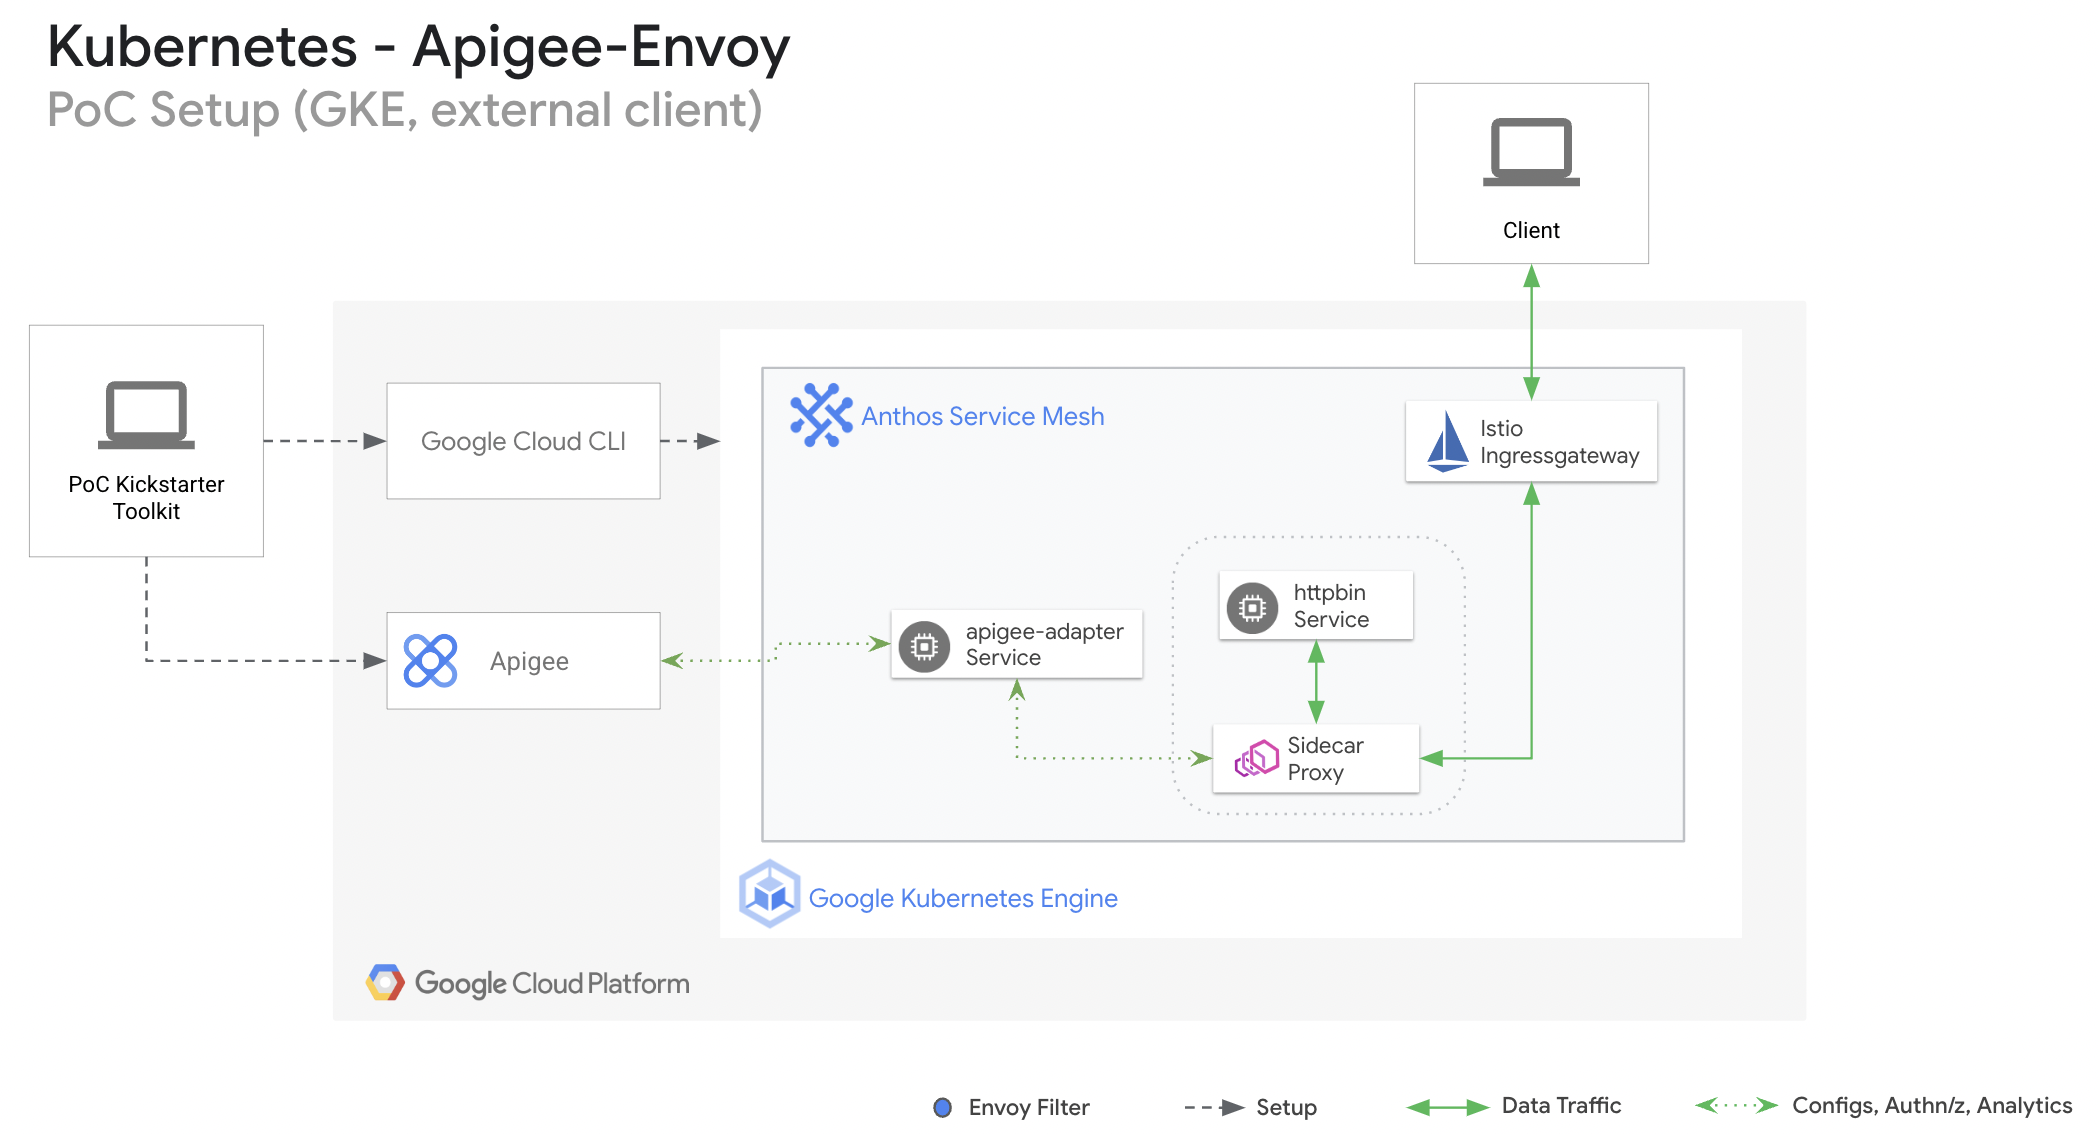 Kubernetes - Apigee-Envoy
PoC Setup (GKE, external client)
Client
PoC Kickstarter
Toolkit
Google Cloud CLI
Anthos Service Mesh
Istio
Ingressgateway
httpbin
Service
apigee-adapter
Service
Apigee
Sidecar
Proxy
Google Kubernetes Engine
Google Cloud Platform
Envoy Filter
Setup
Data Traffic
Configs, Authn/z, Analytics